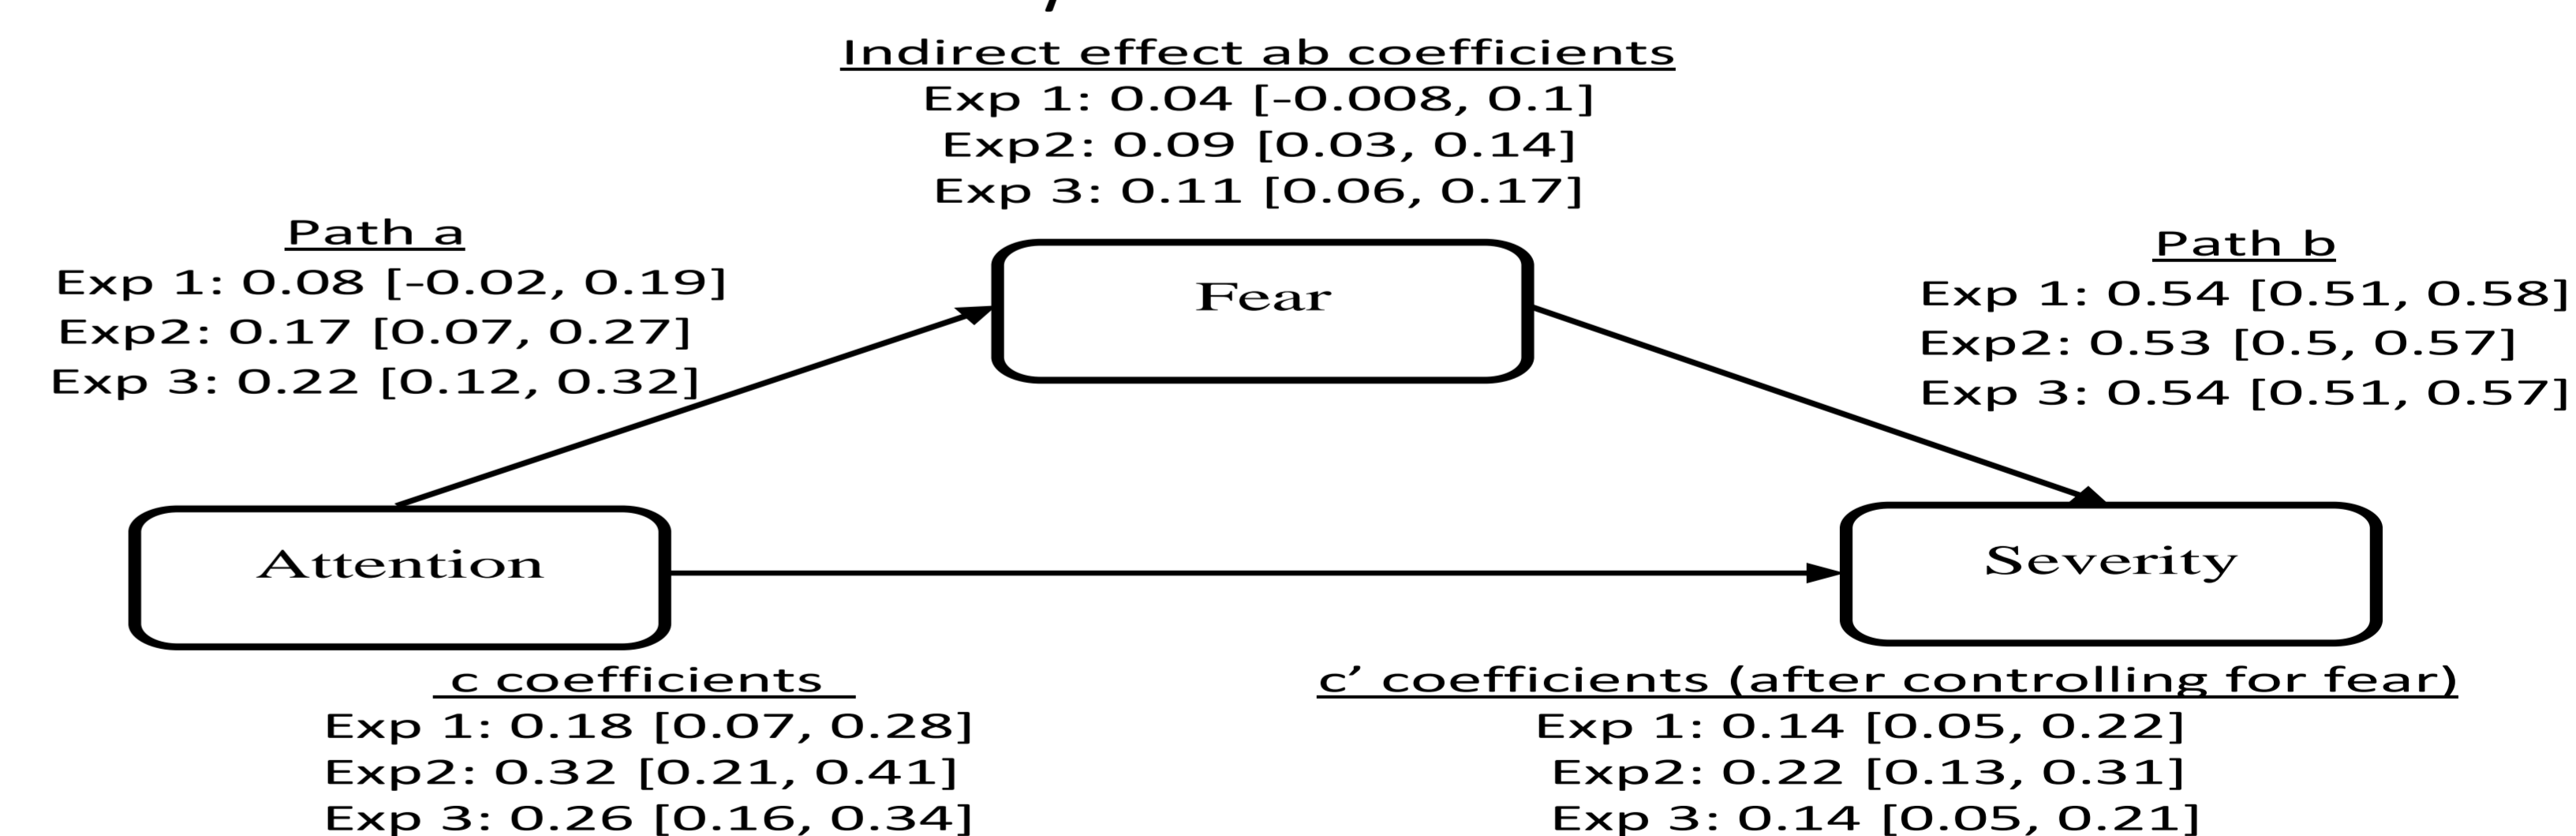 Indirect effect ab coefficients
Exp 1: 0.04 [-0.008, 0.1]
Exp2: 0.09 [0.03, 0.14]
Exp 3: 0.11 [0.06, 0.17]
Path a
Exp 1: 0.08 [-0.02, 0.19]
Exp2: 0.17 [0.07, 0.27]
Exp 3: 0.22 [0.12, 0.32]
Fear
Path b
Exp 1: 0.54 [0.51, 0.58]
Exp2: 0.53 [0.5, 0.57]
Exp 3: 0.54 [0.51, 0.57]
Attention
Severity
c coefficients
Exp 1: 0.18 [0.07, 0.28]
Exp2: 0.32 [0.21, 0.41]
Exp 3: 0.26 [0.16, 0.34]
c’ coefficients (after controlling for fear)
Exp 1: 0.14 [0.05, 0.22]
Exp2: 0.22 [0.13, 0.31]
Exp 3: 0.14 [0.05, 0.21]